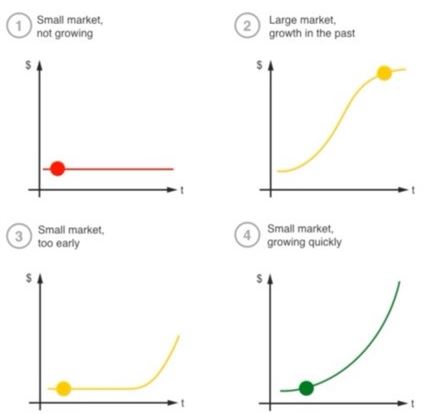 1
Small market,
not growing
$
t
2
Large market,
growth in the past
$
t
3
Small market,
too early
$
t
4
Small market,
growing quickly
$
t